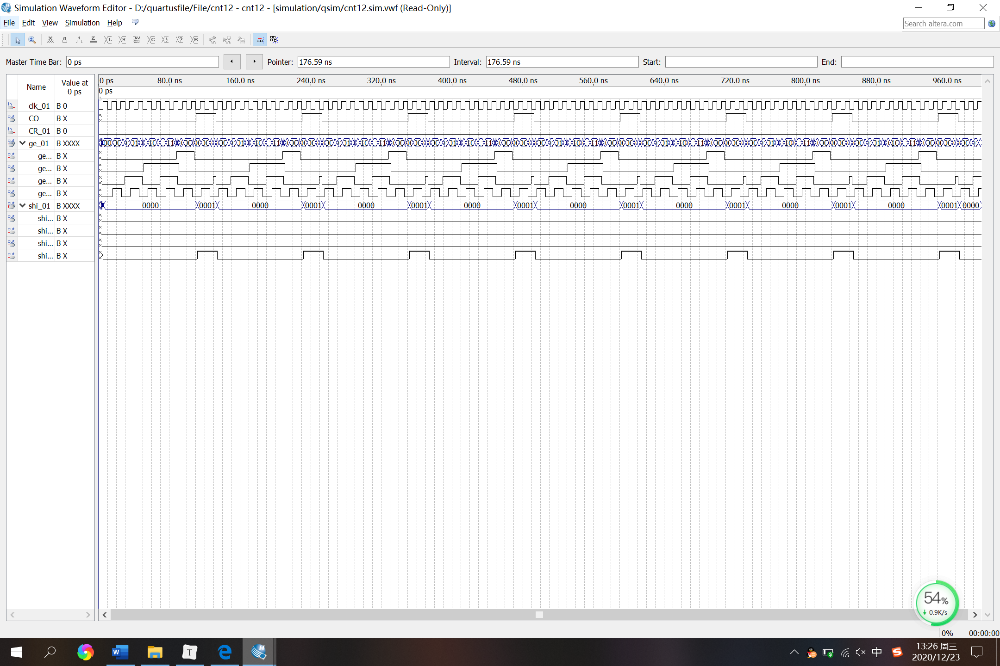 Simulation Waveform Editor - D:/quartusfile/File/cnt12 - cnt12 - [simulation/qsim/cnt12.sim.vwf (Read-Only)]
File Edit View Simulation Help
Search altera.com
Master Time Bar: 0 ps Pointer: 176.59 ns Interval: 176.59 ns Start: End:
Name Value at 0 ps
0 ps 80.0 ns 160.0 ns 240.0 ns 320.0 ns 400.0 ns 480.0 ns 560.0 ns 640.0 ns 720.0 ns 800.0 ns 880.0 ns 960.0 ns
0 ps
clk_01 B 0
CO B X
CR_01 B 0
ge_01 B XXXX
ge... B X
ge... B X
ge... B X
ge... B X
shi_01 B XXXX 0000 0001 0000 0001 0000 0001 0000 0001 0000 0001 0000 0001 0000 0001 0000 0001 0000
shi... B X
shi... B X
shi... B X
shi... B X
54%
0.9K/s
0% 00:00:00
中
13:26 周三
2020/12/23